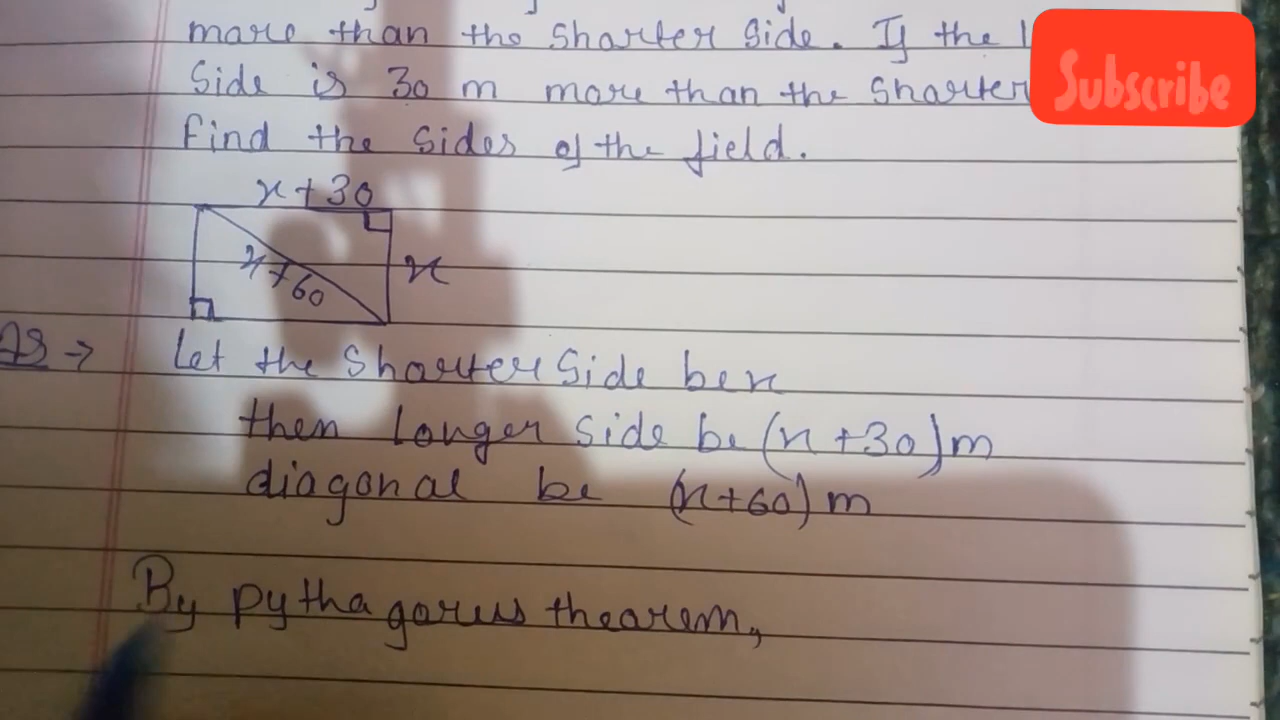 more than the shorter side. If the
Side is 30 m more than the shorter
find the sides of the field.
x+30
x+60
x
Let the shorter side be x
then longer side be (x+30)m
diagonal be (x+60)m
By pythagorus thearem,
Subscribe